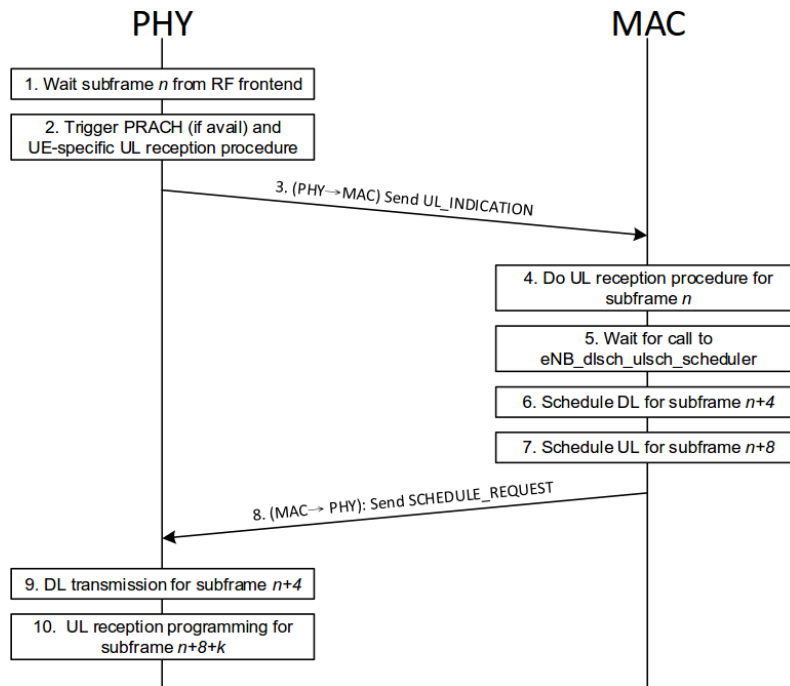 PHY
MAC
1. Wait subframe n from RF frontend
2. Trigger PRACH (if avail) and
UE-specific UL reception procedure
3. (PHY→MAC) Send UL_INDICATION
4. Do UL reception procedure for
subframe n
5. Wait for call to
eNB_dlsch_ulsch_scheduler
6. Schedule DL for subframe n+4
7. Schedule UL for subframe n+8
8. (MAC→ PHY): Send SCHEDULE_REQUEST
9. DL transmission for subframe n+4
10. UL reception programming for
subframe n+8+k